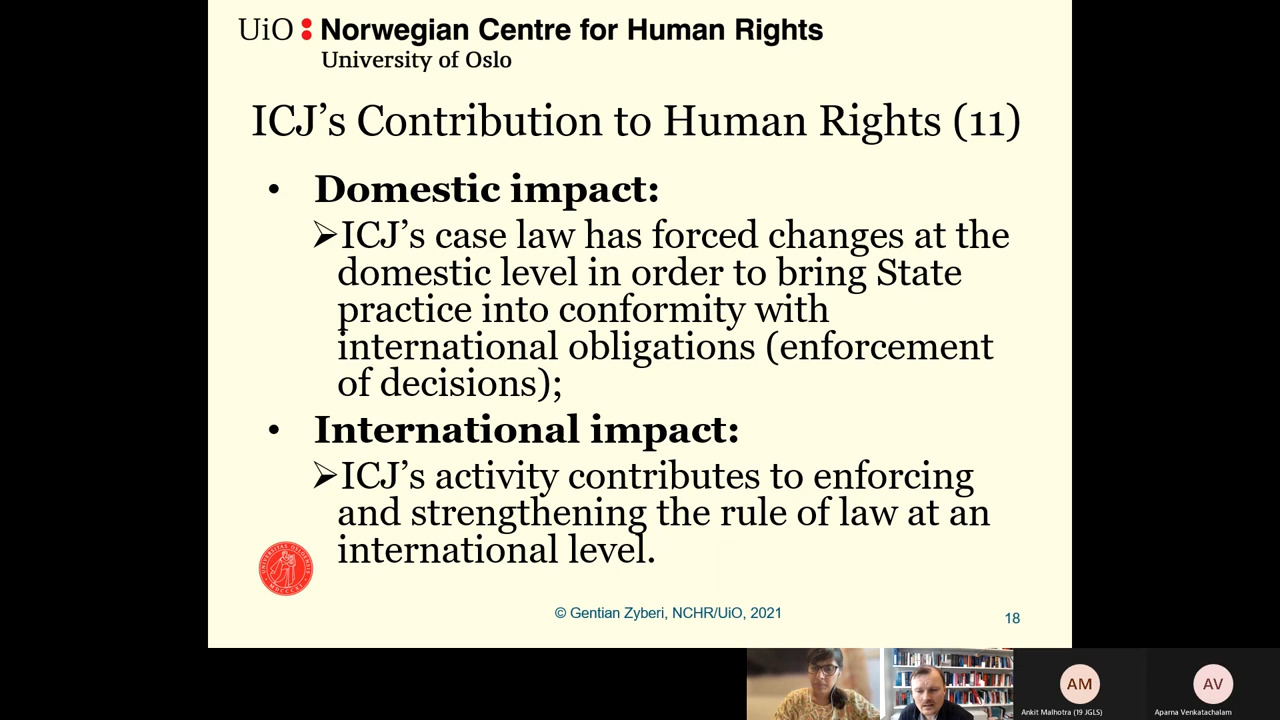 UiO : Norwegian Centre for Human Rights
University of Oslo
ICJ’s Contribution to Human Rights (11)
• Domestic impact:
➢ICJ’s case law has forced changes at the
domestic level in order to bring State
practice into conformity with
international obligations (enforcement
of decisions);
• International impact:
➢ICJ’s activity contributes to enforcing
and strengthening the rule of law at an
international level.
UNIVERSITAS OSLOENSIS
MDCCCXI
© Gentian Zyberi, NCHR/UiO, 2021
18
AM
AV
Ankit Malhotra (19 JGLS)
Aparna Venkatachalam